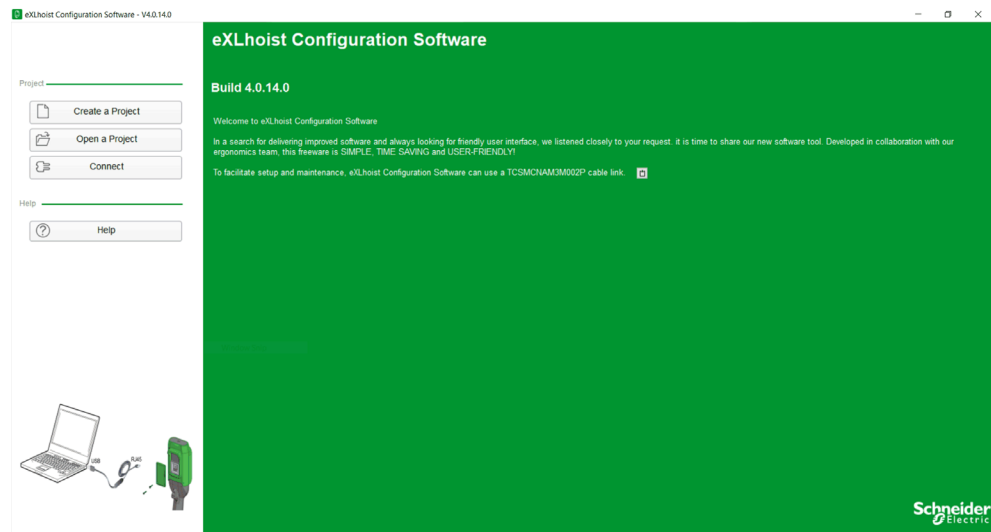 eXLhoist Configuration Software - V4.0.14.0
eXLhoist Configuration Software
Project
Create a Project
Open a Project
Connect
Help
Help
Build 4.0.14.0
Welcome to eXLhoist Configuration Software
In a search for delivering improved software and always looking for friendly user interface, we listened closely to your request. it is time to share our new software tool. Developed in collaboration with our
ergonomics team, this freeware is SIMPLE, TIME SAVING and USER-FRIENDLY!
To facilitate setup and maintenance, eXLhoist Configuration Software can use a TCSMCNAM3M002P cable link.
USB
RJ45
Schneider
Electric